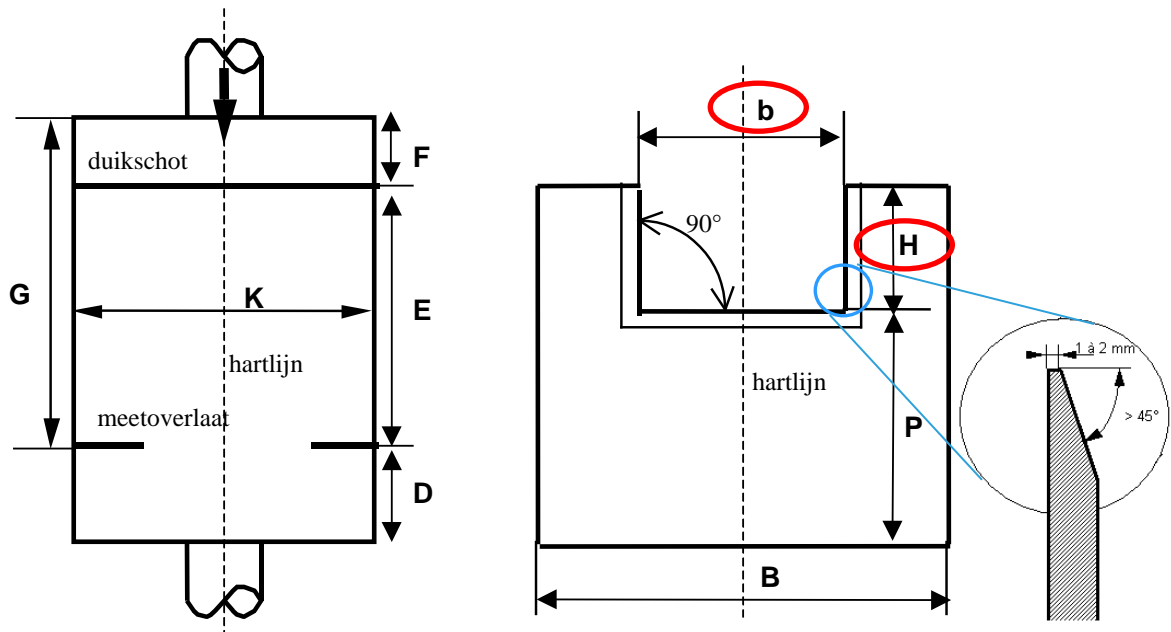 duikschot
F
G
K
E
hartlijn
meetoverlaat
D
b
90°
H
hartlijn
P
B
1 à 2 mm
> 45°